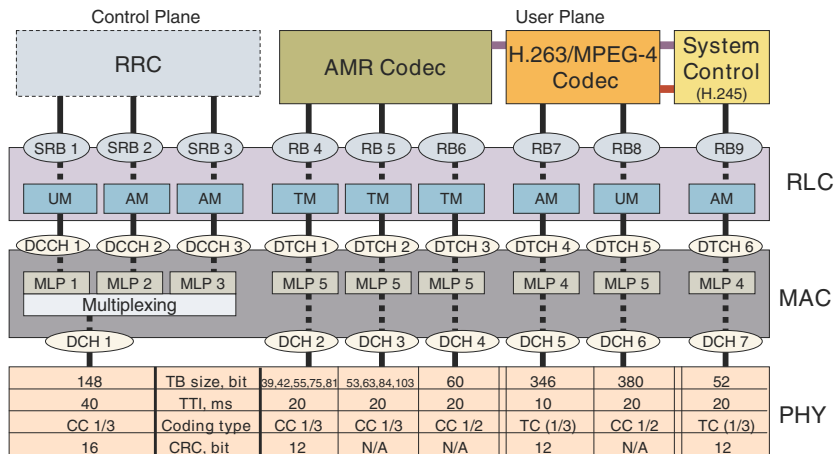 Control Plane User Plane
RRC
AMR Codec
H.263/MPEG-4
Codec
System
Control
(H.245)
SRB 1 SRB 2 SRB 3 RB 4 RB 5 RB6 RB7 RB8 RB9
UM AM AM TM TM TM AM UM AM
RLC
DCCH 1 DCCH 2 DCCH 3 DTCH 1 DTCH 2 DTCH 3 DTCH 4 DTCH 5 DTCH 6
MLP 1 MLP 2 MLP 3 MLP 5 MLP 5 MLP 5 MLP 4 MLP 5 MLP 4
Multiplexing
MAC
DCH 1 DCH 2 DCH 3 DCH 4 DCH 5 DCH 6 DCH 7
148 TB size, bit 39,42,55,75,81 53,63,84,103 60 346 380 52
40 TTI, ms 20 20 20 10 20 20
PHY
CC 1/3 Coding type CC 1/3 CC 1/3 CC 1/2 TC (1/3) CC 1/2 TC (1/3)
16 CRC, bit 12 N/A N/A 12 N/A 12